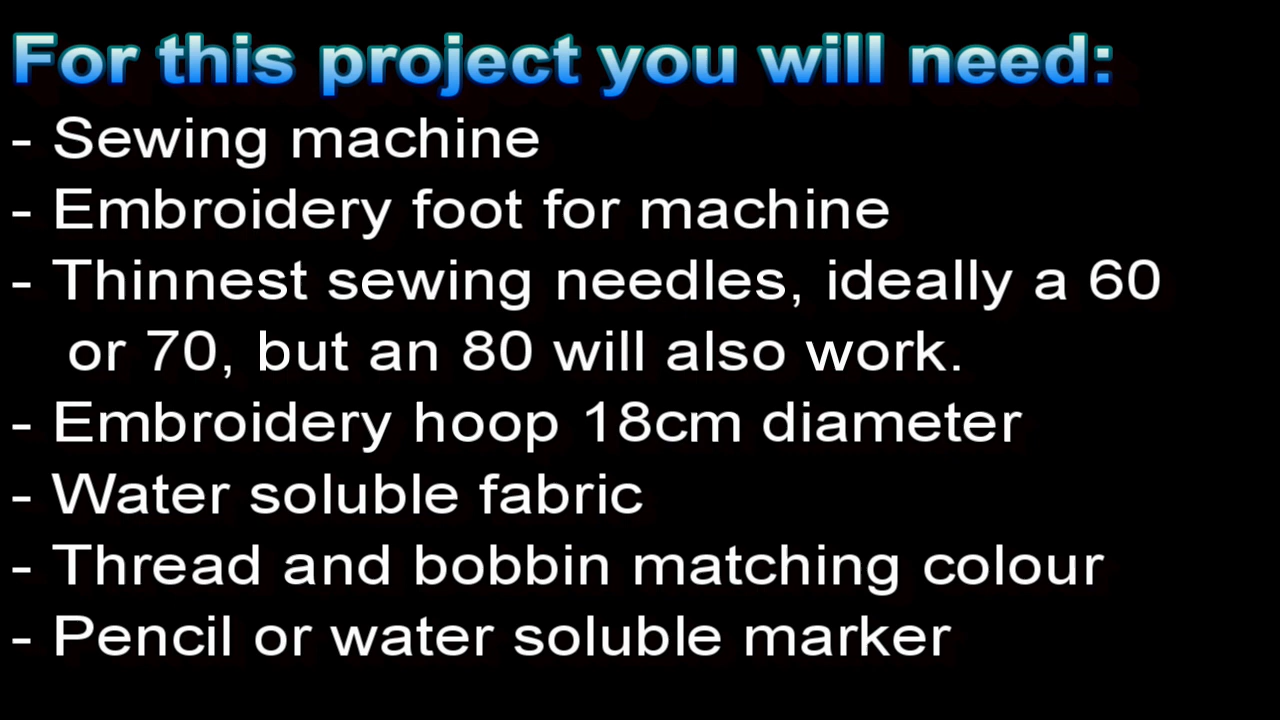 For this project you will need:
- Sewing machine
- Embroidery foot for machine
- Thinnest sewing needles, ideally a 60
or 70, but an 80 will also work.
- Embroidery hoop 18cm diameter
- Water soluble fabric
- Thread and bobbin matching colour
- Pencil or water soluble marker